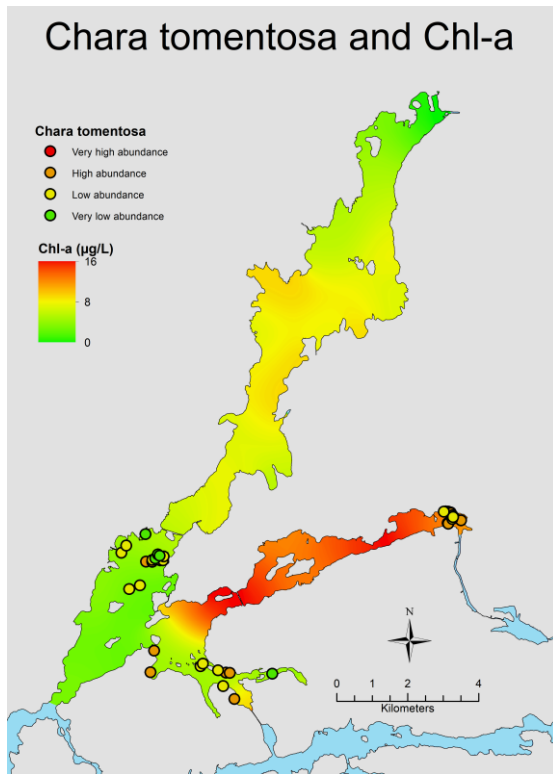 Chara tomentosa and Chl-a
Chara tomentosa
Very high abundance
High abundance
Low abundance
Very low abundance
Chl-a (µg/L)
16
8
0
N
0 1 2 4
Kilometers